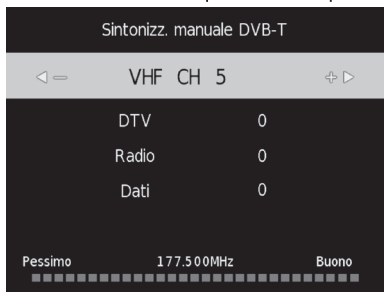 Sintonizz. manuale DVB-T
VHF CH 5
DTV 0
Radio 0
Dati 0
Pessimo 177.500MHz Buono